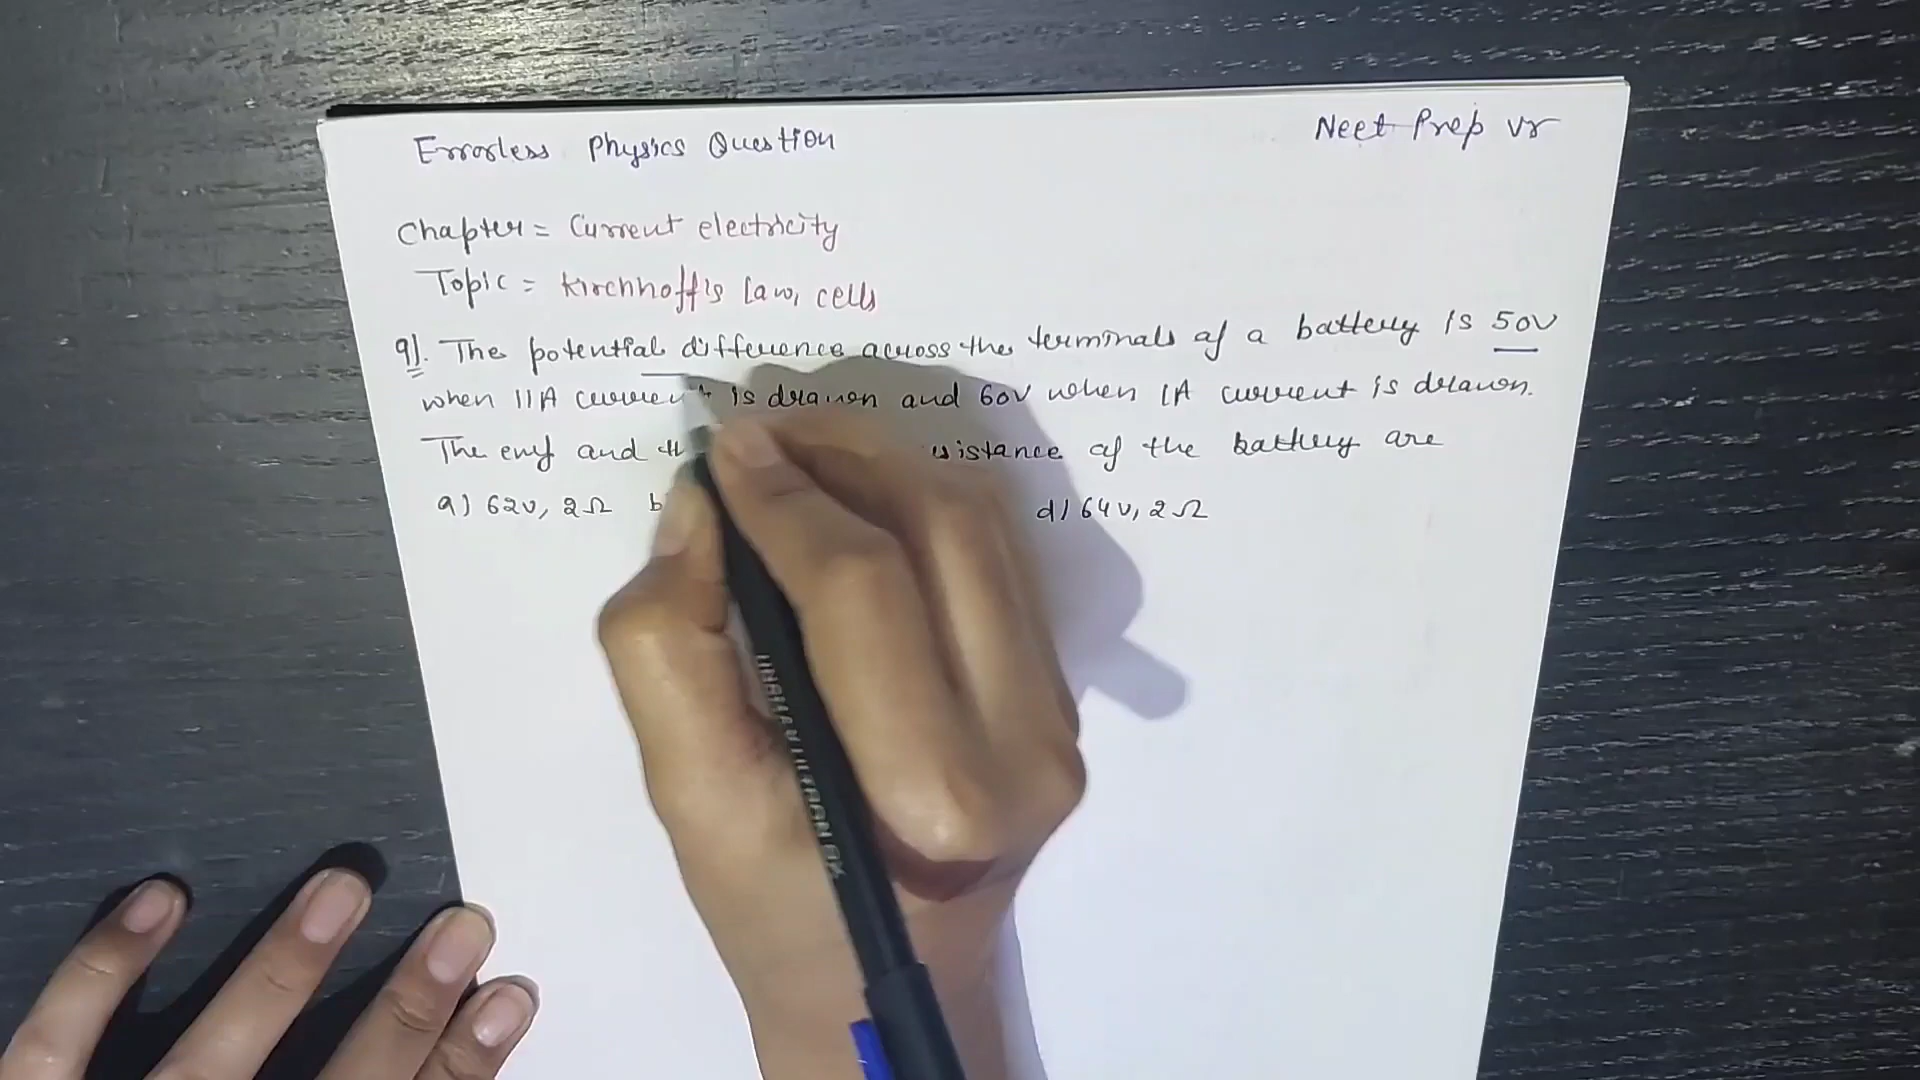 Errorless Physics Question
Neet Prep vr
Chapter = Current electricity
Topic = Kirchhoff's Law, cells
Q1. The potential difference across the terminals of a battery is 50V
when 11A current is drawn and 60V when 1A current is drawn.
The emf and of the battery are
a) 62V, 2Ω b d) 64V, 2Ω